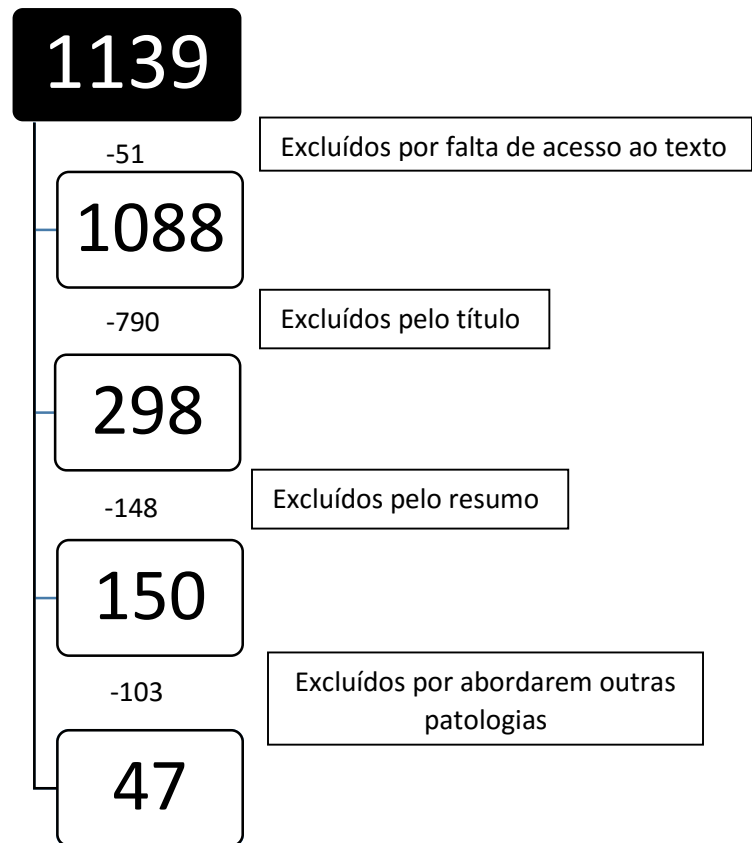 1139
-51
Excluídos por falta de acesso ao texto
1088
-790
Excluídos pelo título
298
-148
Excluídos pelo resumo
150
-103
Excluídos por abordarem outras
patologias
47